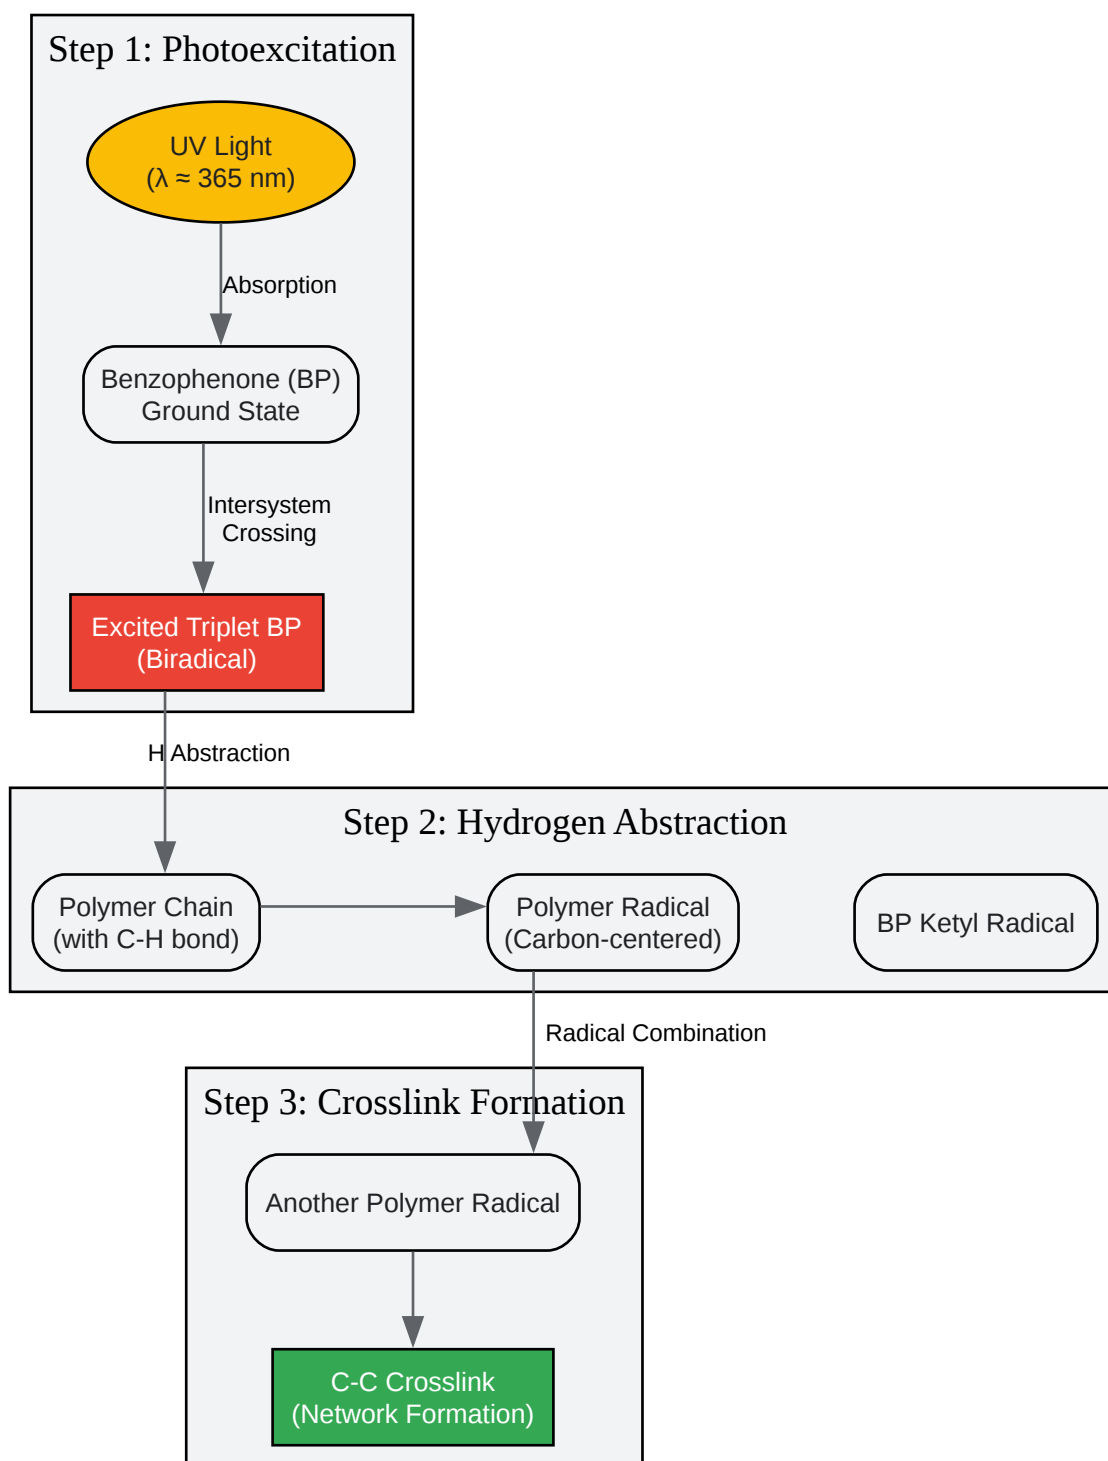 Step 1: Photoexcitation
UV Light
(λ ≈ 365 nm)
Absorption
Benzophenone (BP)
Ground State
Intersystem
Crossing
Excited Triplet BP
(Biradical)
H Abstraction
Step 2: Hydrogen Abstraction
Polymer Chain
(with C-H bond)
Polymer Radical
(Carbon-centered)
BP Ketyl Radical
Radical Combination
Step 3: Crosslink Formation
Another Polymer Radical
C-C Crosslink
(Network Formation)